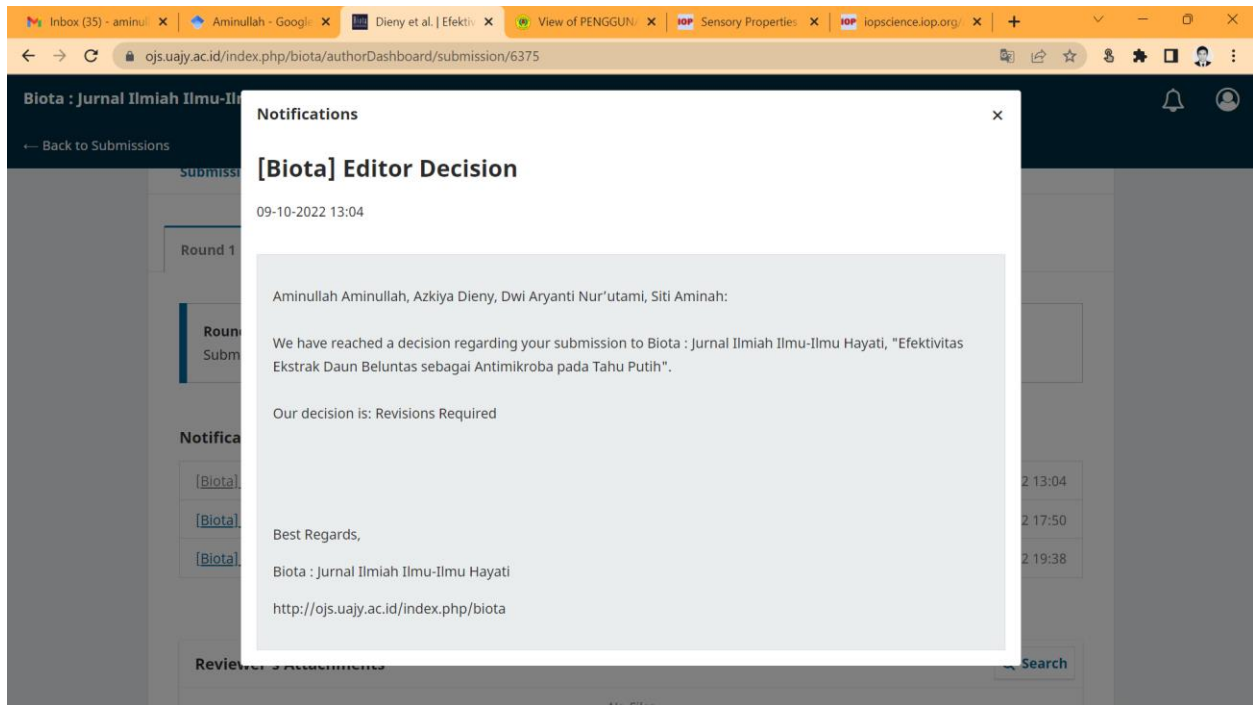 Inbox (35) - aminul
Aminullah - Google
Dieny et al. | Efektiv
View of PENGGUNA
IOP Sensory Properties
IOP iopscience.iop.org/
ojs.uajy.ac.id/index.php/biota/authorDashboard/submission/6375
Biota : Jurnal Ilmiah
← Back to Submissions
Round 1
Notifications
[Biota] Editor Decision
09-10-2022 13:04
Aminullah Aminullah, Azkiya Dieny, Dwi Aryanti Nur’utami, Siti Aminah:
We have reached a decision regarding your submission to Biota : Jurnal Ilmiah Ilmu-Ilmu Hayati, "Efektivitas
Ekstrak Daun Beluntas sebagai Antimikroba pada Tahu Putih".
Our decision is: Revisions Required
Best Regards,
Biota : Jurnal Ilmiah Ilmu-Ilmu Hayati
http://ojs.uajy.ac.id/index.php/biota
[Biota] 2 13:04
[Biota] 2 17:50
[Biota] 2 19:38
Search